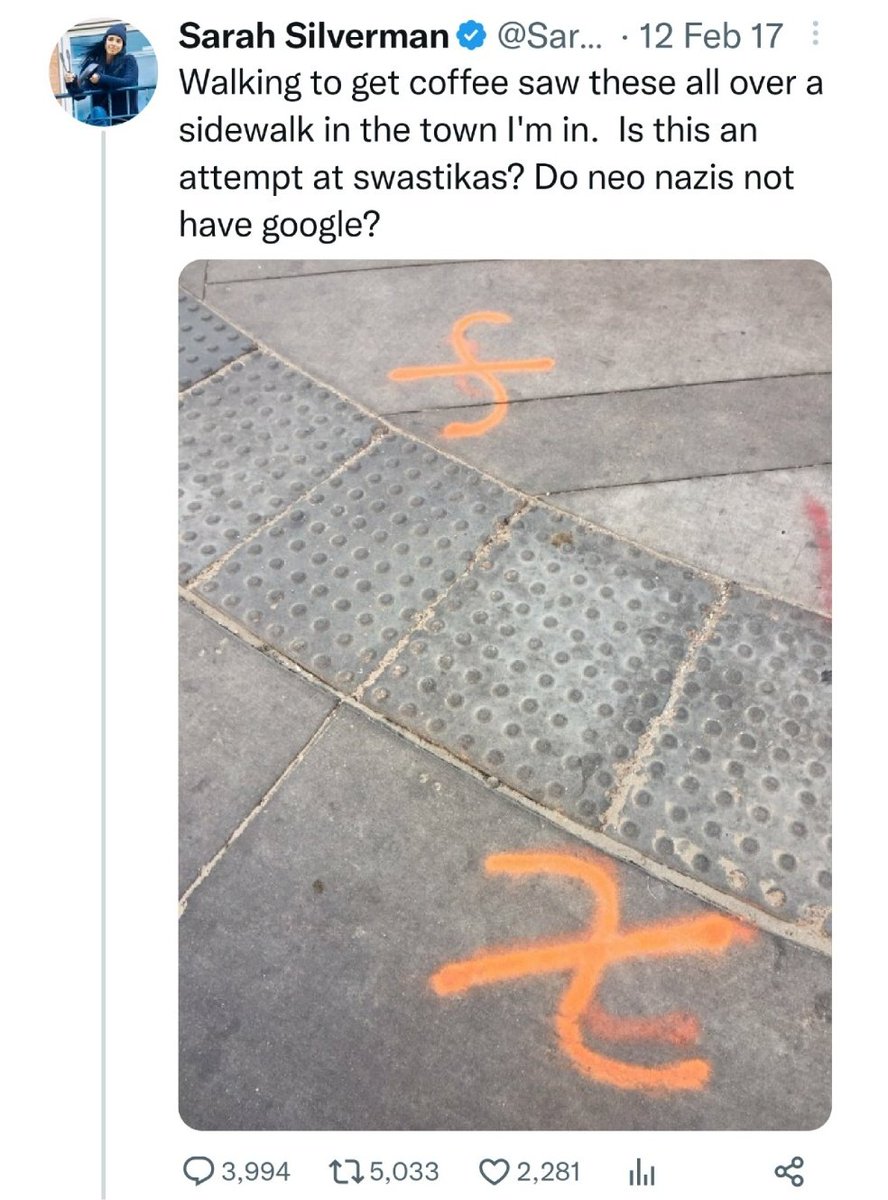 Sarah Silverman @Sar... · 12 Feb 17
Walking to get coffee saw these all over a
sidewalk in the town I'm in.  Is this an
attempt at swastikas? Do neo nazis not
have google?
3,994 5,033 2,281